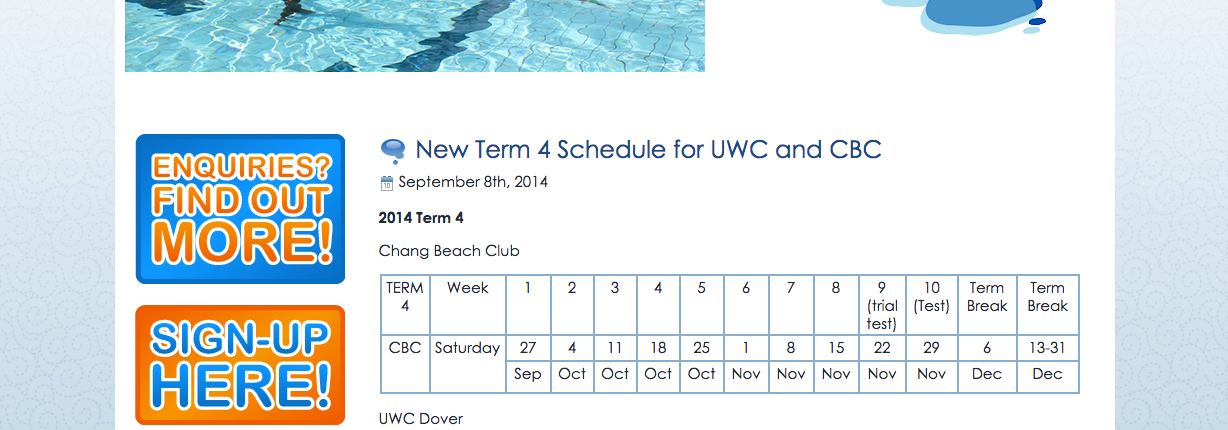 ENQUIRIES?
FIND OUT
MORE!
SIGN-UP
HERE!
New Term 4 Schedule for UWC and CBC
September 8th, 2014
2014 Term 4
Chang Beach Club
TERM 4 Week 1 2 3 4 5 6 7 8 9 (trial test) 10 (Test) Term Break Term Break
CBC Saturday 27 4 11 18 25 1 8 15 22 29 6 13-31
Sep Oct Oct Oct Oct Nov Nov Nov Nov Nov Dec Dec
UWC Dover